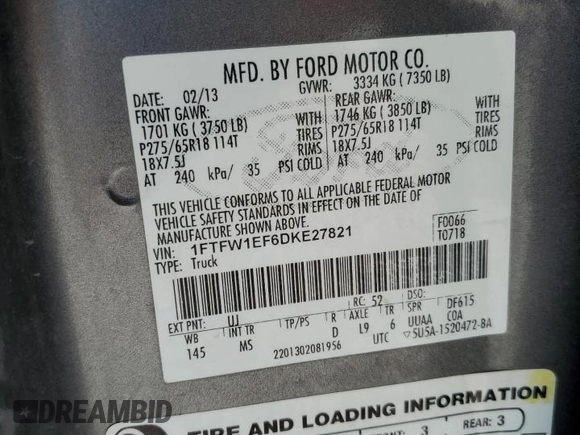 MFD. BY FORD MOTOR CO.
DATE: 02/13 GVWR: 3334 KG ( 7350 LB)
FRONT GAWR: REAR GAWR:
1701 KG ( 3750 LB) WITH 1746 KG ( 3850 LB) WITH
P275/65R18 114T TIRES P275/65R18 114T TIRES
18X7.5J RIMS 18X7.5J RIMS
AT 240 kPa/ 35 PSI COLD AT 240 kPa/ 35 PSI COLD
THIS VEHICLE CONFORMS TO ALL APPLICABLE FEDERAL MOTOR
VEHICLE SAFETY STANDARDS IN EFFECT ON THE DATE OF
MANUFACTURE SHOWN ABOVE.
VIN: 1FTFW1EF6DKE27821 F0066
TYPE: Truck T0718
EXT PNT: UJ RC: 52 DSO:
WB INT TR TP/PS R AXLE TR SPR DF615
145 MS D L9 6 UUAA COA
2201302081956 UTC ▽5U5A-1520472-BA
TIRE AND LOADING INFORMATION
FRONT: 3 REAR: 3
DREAMBID